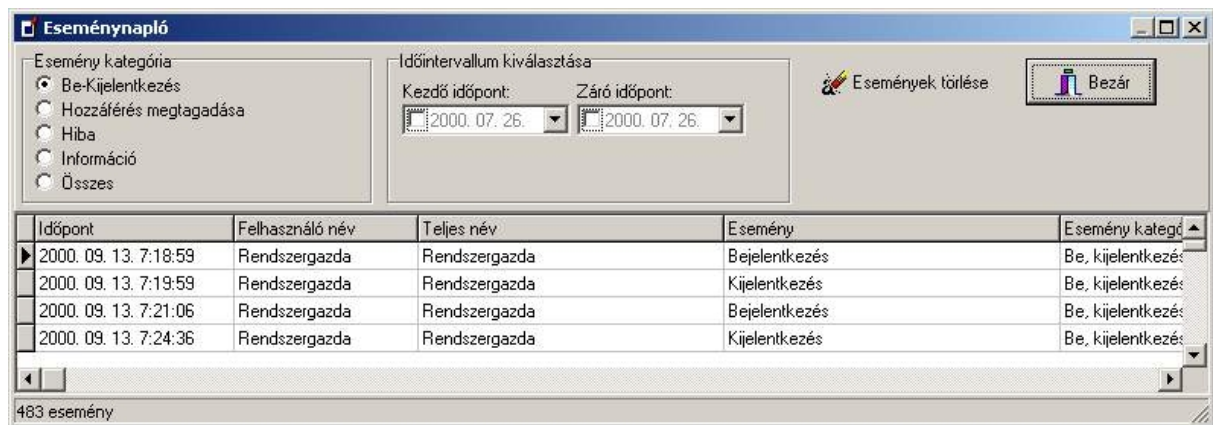 Eseménynapló
Esemény kategória
Be-Kijelentkezés
Hozzáférés megtagadása
Hiba
Információ
Összes
Időintervallum kiválasztása
Kezdő időpont: Záró időpont:
2000. 07. 26. 2000. 07. 26.
Események törlése
Bezár
Időpont Felhasználó név Teljes név Esemény Esemény kategó
2000. 09. 13. 7:18:59 Rendszergazda Rendszergazda Bejelentkezés Be, kijelentkezés
2000. 09. 13. 7:19:59 Rendszergazda Rendszergazda Kijelentkezés Be, kijelentkezés
2000. 09. 13. 7:21:06 Rendszergazda Rendszergazda Bejelentkezés Be, kijelentkezés
2000. 09. 13. 7:24:36 Rendszergazda Rendszergazda Kijelentkezés Be, kijelentkezés
483 esemény